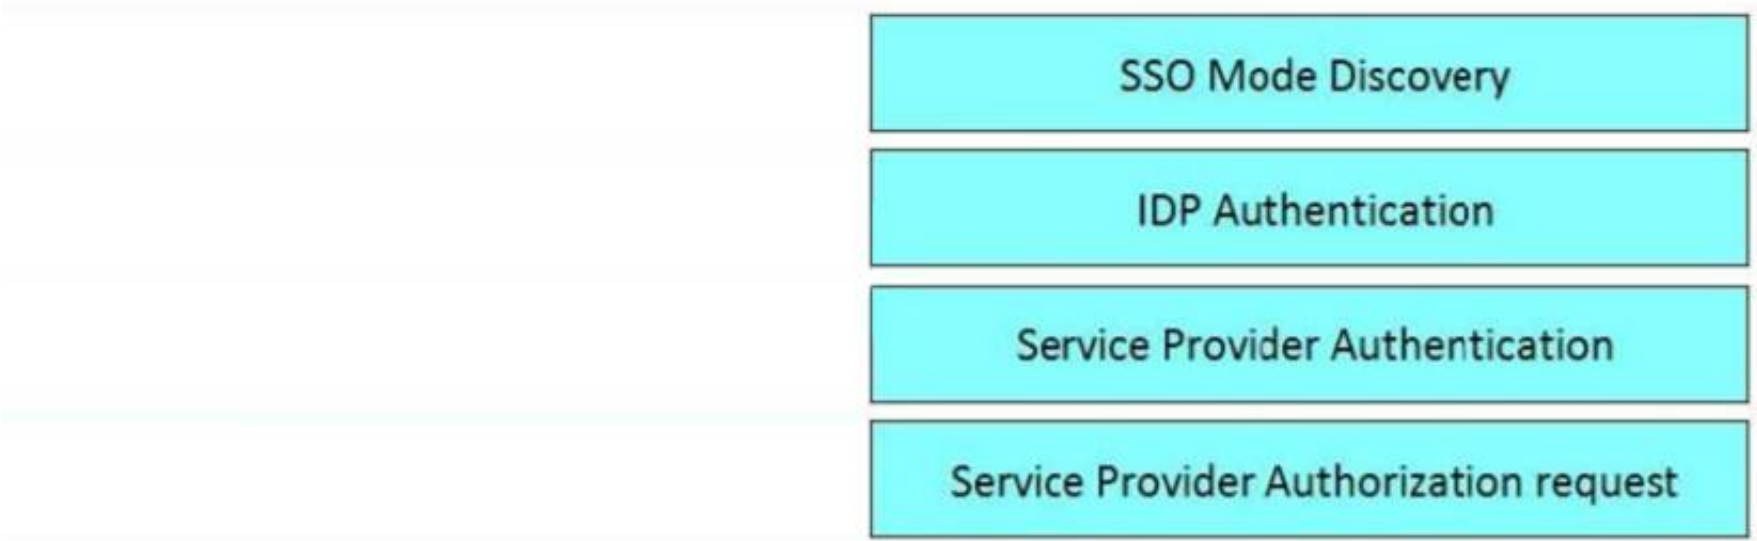 SSO Mode Discovery
IDP Authentication
Service Provider Authentication
Service Provider Authorization request